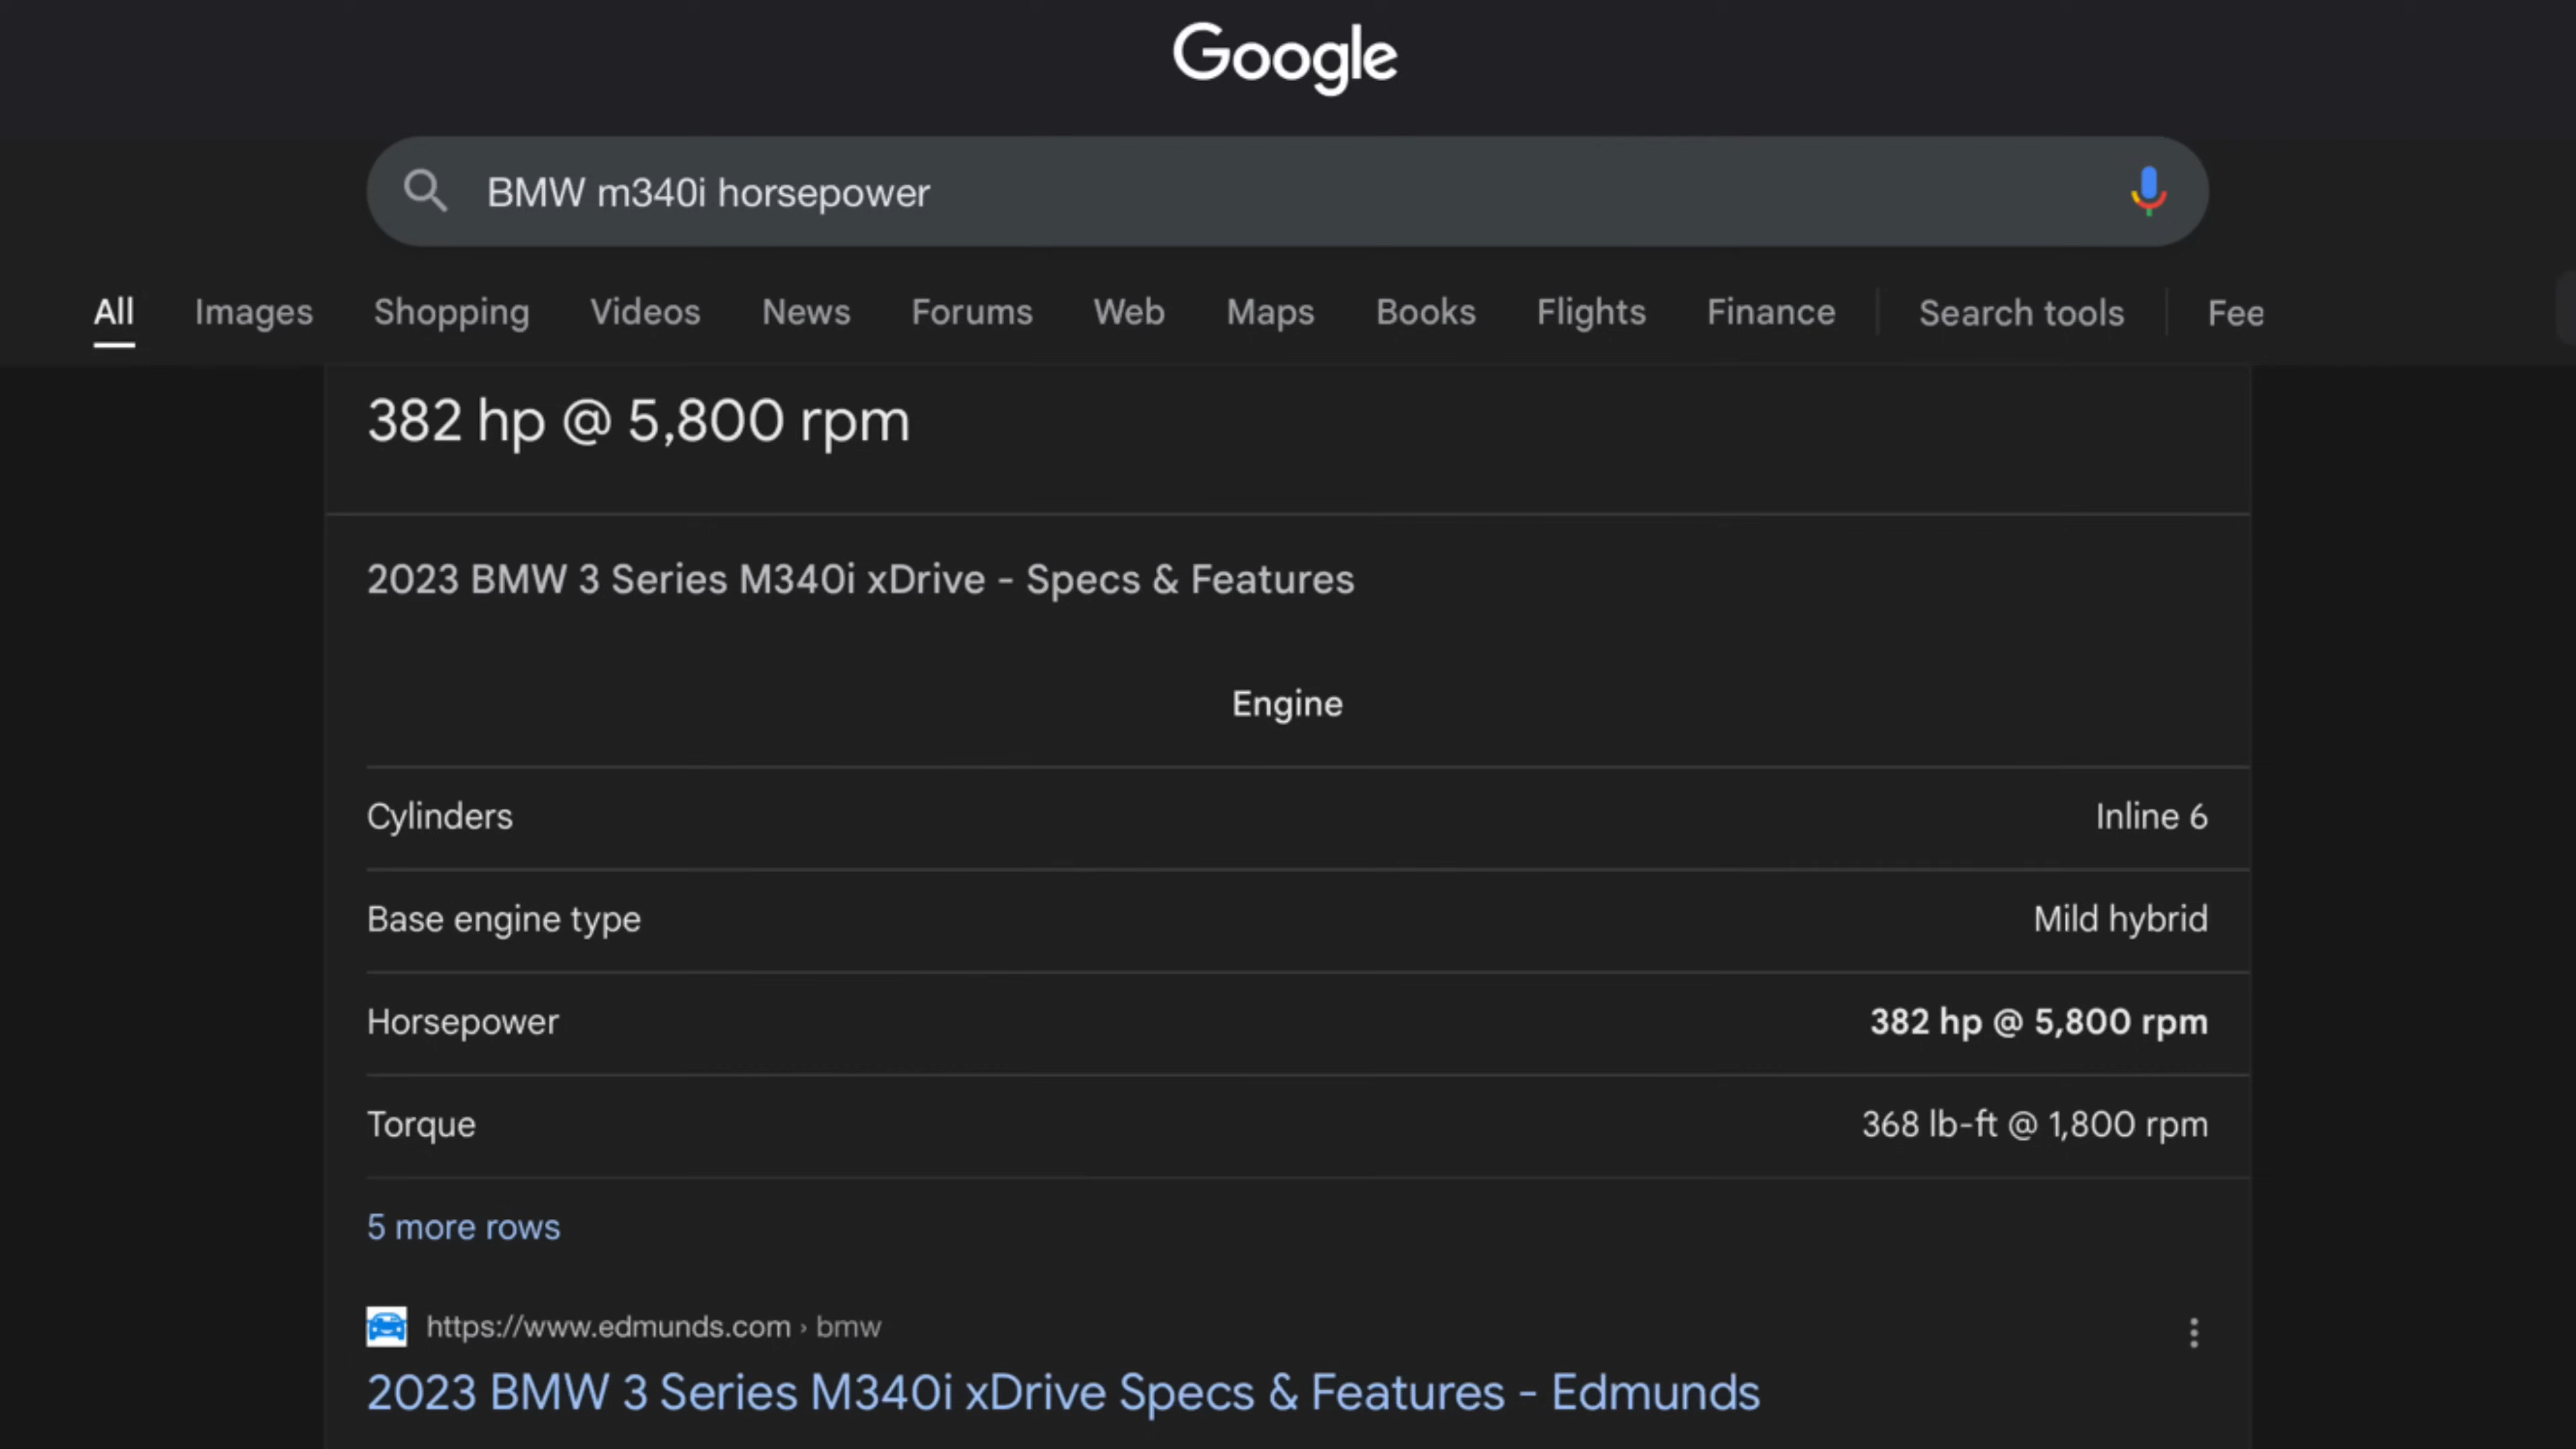 Google
BMW m340i horsepower
All Images Shopping Videos News Forums Web Maps Books Flights Finance Search tools Fee
382 hp @ 5,800 rpm
2023 BMW 3 Series M340i xDrive - Specs & Features
Engine
Cylinders Inline 6
Base engine type Mild hybrid
Horsepower 382 hp @ 5,800 rpm
Torque 368 lb-ft @ 1,800 rpm
5 more rows
https://www.edmunds.com › bmw
2023 BMW 3 Series M340i xDrive Specs & Features - Edmunds